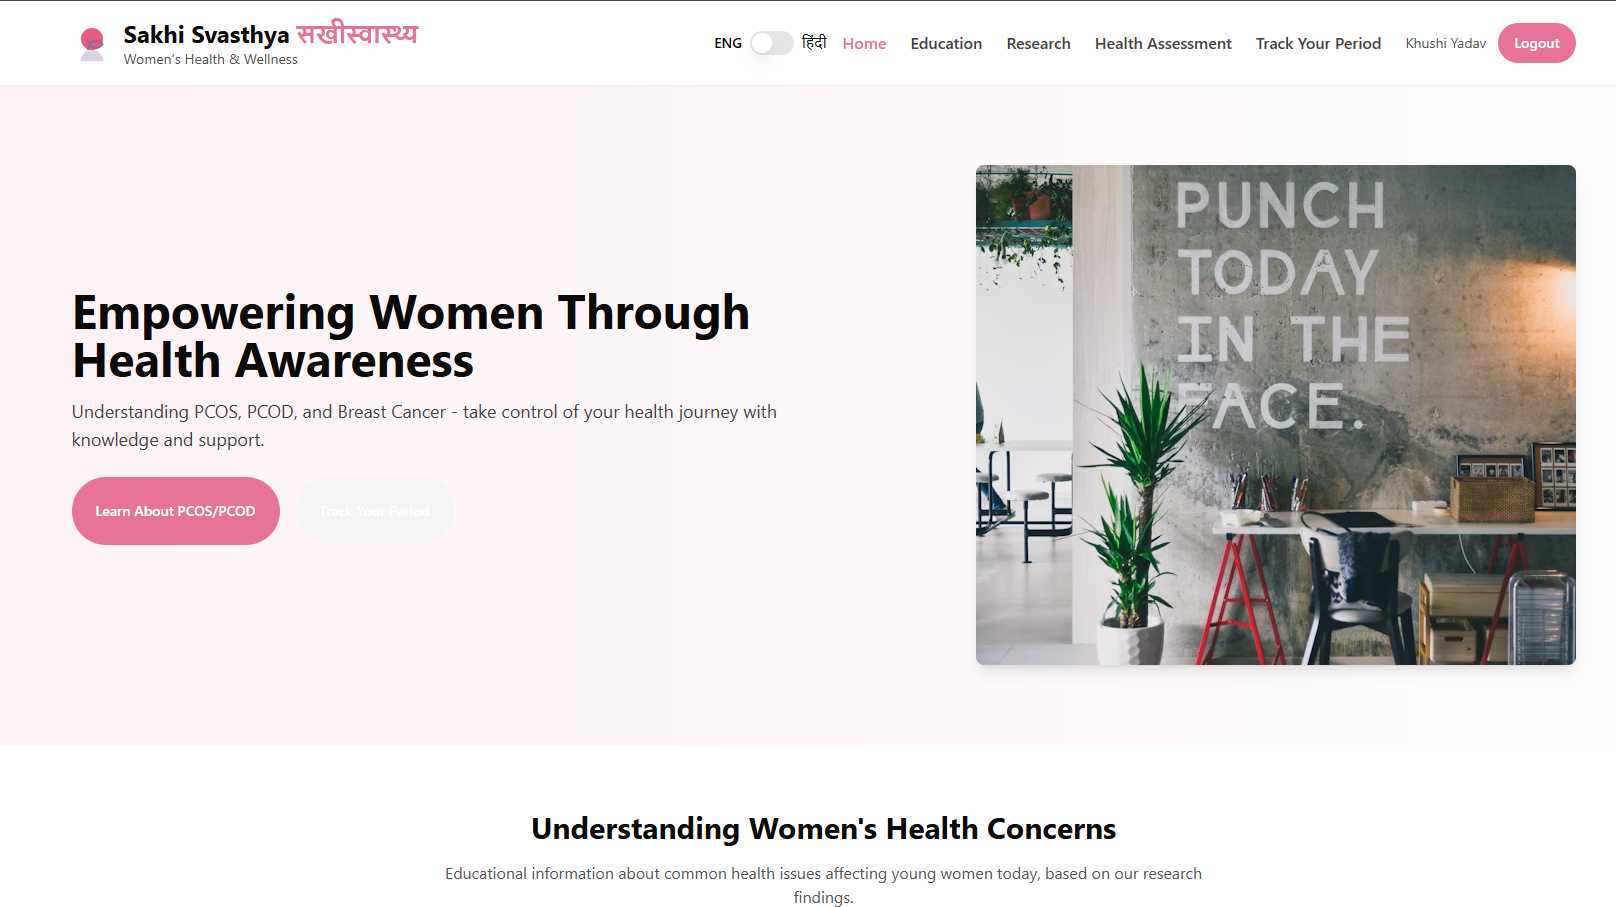 Sakhi Svasthya सखीस्वास्थ्य
Women's Health & Wellness
ENG हिंदी Home Education Research Health Assessment Track Your Period Khushi Yadav Logout
Empowering Women Through
Health Awareness
Understanding PCOS, PCOD, and Breast Cancer - take control of your health journey with
knowledge and support.
Learn About PCOS/PCOD Track Your Period
PUNCH
TODAY
IN THE
FACE.
Understanding Women's Health Concerns
Educational information about common health issues affecting young women today, based on our research
findings.